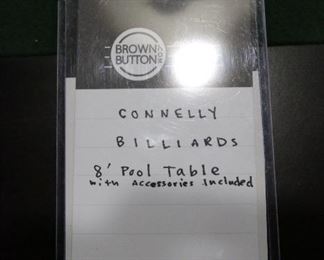 BROWN
BUTTON
CONNELLY
BILLIARDS
8' Pool Table
with Accessories Included